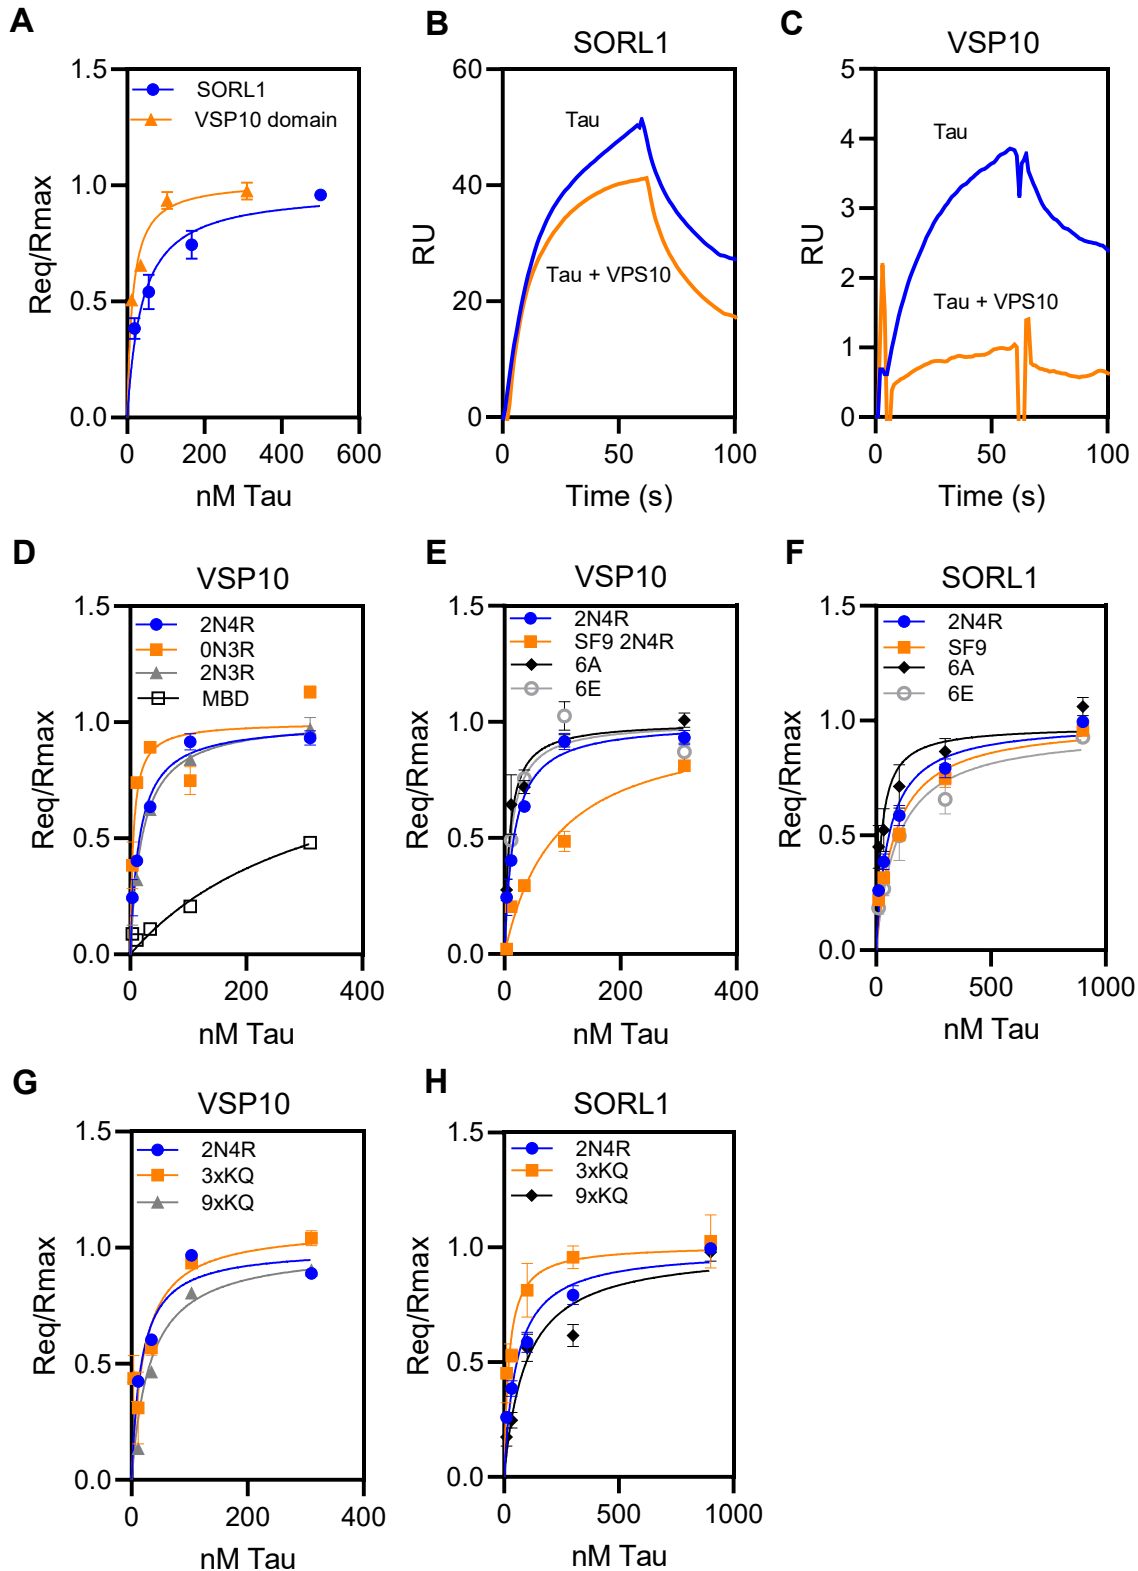 A
1.5
1.0
0.5
0.0
0 200 400 600
Req/Rmax
nM Tau
SORL1
VSP10 domain
B
SORL1
60
40
20
0
0 50 100
RU
Time (s)
Tau
Tau + VPS10
C
VSP10
5
4
3
2
1
0
0 50 100
RU
Time (s)
Tau
Tau + VPS10
D
VSP10
1.5
1.0
0.5
0.0
0 200 400
Req/Rmax
nM Tau
2N4R
0N3R
2N3R
MBD
E
VSP10
1.5
1.0
0.5
0.0
0 200 400
Req/Rmax
nM Tau
2N4R
SF9 2N4R
6A
6E
F
SORL1
1.5
1.0
0.5
0.0
0 500 1000
Req/Rmax
nM Tau
2N4R
SF9
6A
6E
G
VSP10
1.5
1.0
0.5
0.0
0 200 400
Req/Rmax
nM Tau
2N4R
3xKQ
9xKQ
H
SORL1
1.5
1.0
0.5
0.0
0 500 1000
Req/Rmax
nM Tau
2N4R
3xKQ
9xKQ